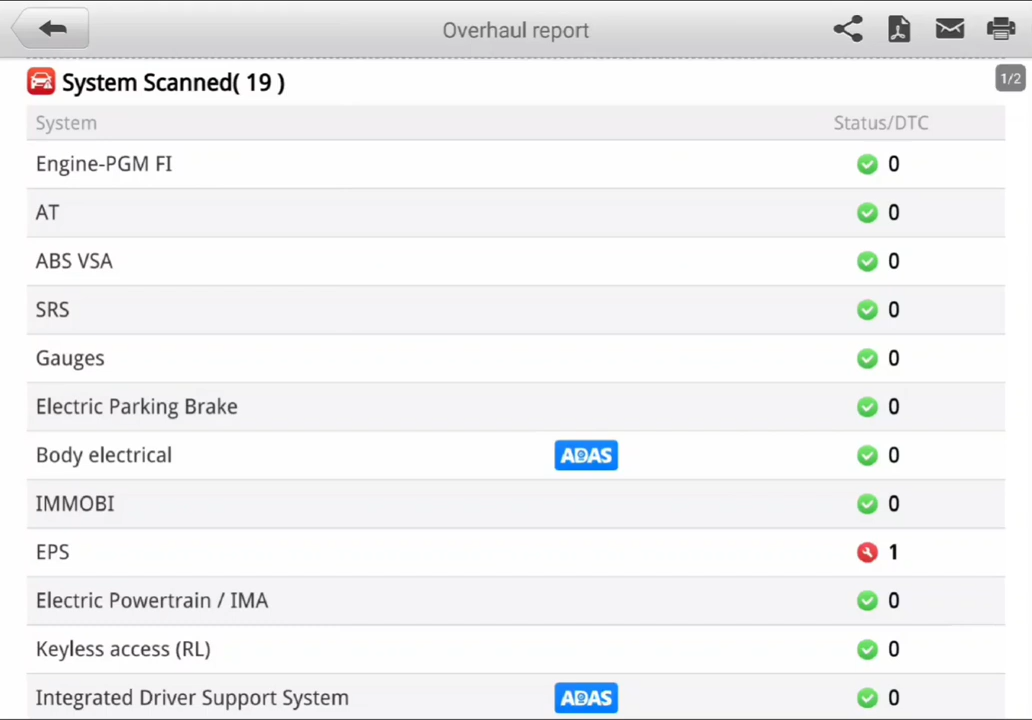 Overhaul report
System Scanned( 19 )
1/2
System Status/DTC
Engine-PGM FI 0
AT 0
ABS VSA 0
SRS 0
Gauges 0
Electric Parking Brake 0
Body electrical ADAS 0
IMMOBI 0
EPS 1
Electric Powertrain / IMA 0
Keyless access (RL) 0
Integrated Driver Support System ADAS 0